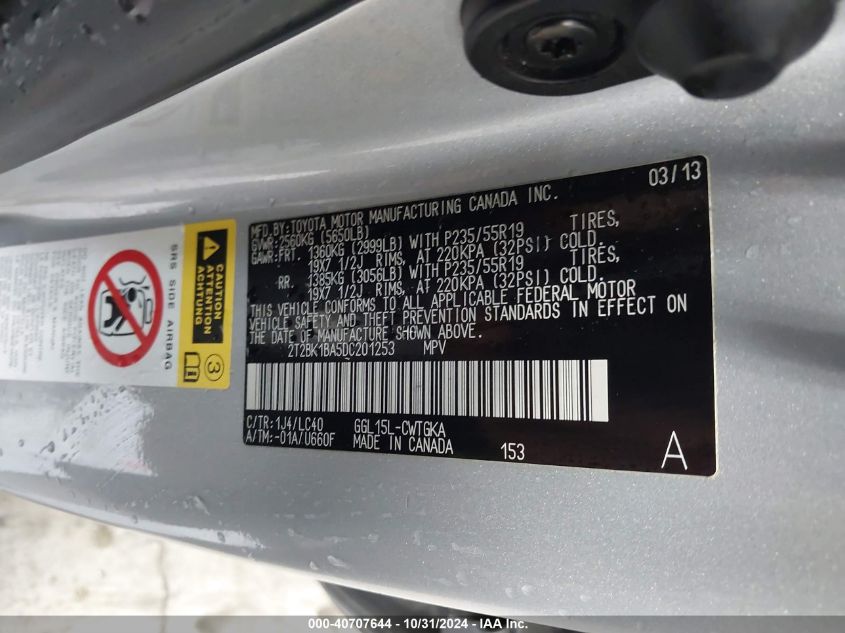 03/13
MFD.BY:TOYOTA MOTOR MANUFACTURING CANADA INC.
GVWR:2560KG (5650LB)
GAWR:FRT. 1360KG (2999LB) WITH P235/55R19 TIRES,
19X7 1/2J RIMS, AT 220KPA (32PSI) COLD.
RR. 1385KG (3056LB) WITH P235/55R19 TIRES,
19X7 1/2J RIMS, AT 220KPA (32PSI) COLD.
THIS VEHICLE CONFORMS TO ALL APPLICABLE FEDERAL MOTOR
VEHICLE SAFETY AND THEFT PREVENTION STANDARDS IN EFFECT ON
THE DATE OF MANUFACTURE SHOWN ABOVE.
2T2BK1BA5DC201253 MPV
C/TR:1J4/LC40 GGL15L-CWTGKA
A/TM:-01A/U660F MADE IN CANADA 153
A
SRS SIDE AIRBAG
CAUTION
ATTENTION
ACHTUNG
3
000-40707644 - 10/31/2024 - IAA Inc.